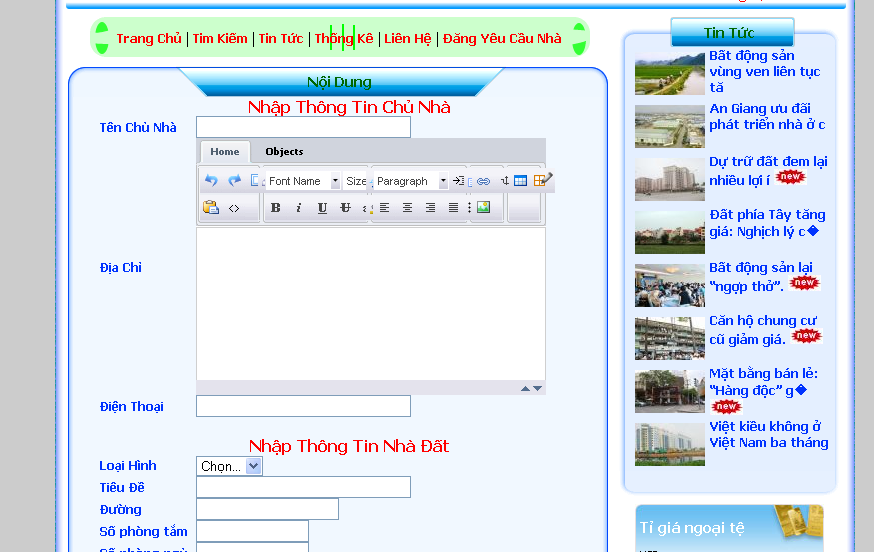 Trang Chủ | Tìm Kiếm | Tin Tức | Thống Kê | Liên Hệ | Đăng Yêu Cầu Nhà
Nội Dung
Nhập Thông Tin Chủ Nhà
Tên Chủ Nhà
Home Objects
Font Name Size Paragraph
B i U
Địa Chỉ
Điện Thoại
Nhập Thông Tin Nhà Đất
Loại Hình Chọn...
Tiêu Đề
Đường
Số phòng tắm
Số phòng ngủ
Tin Tức
Bất động sản
vùng ven liên tục
tă
An Giang ưu đãi
phát triển nhà ở c
Dự trữ đất đem lại
nhiều lợi í new
Đất phía Tây tăng
giá: Nghịch lý c�
Bất động sản lại
“ngợp thở”. new
Căn hộ chung cư
cũ giảm giá. new
Mặt bằng bán lẻ:
“Hàng độc” g�
new
Việt kiều không ở
Việt Nam ba tháng
Tỉ giá ngoại tệ